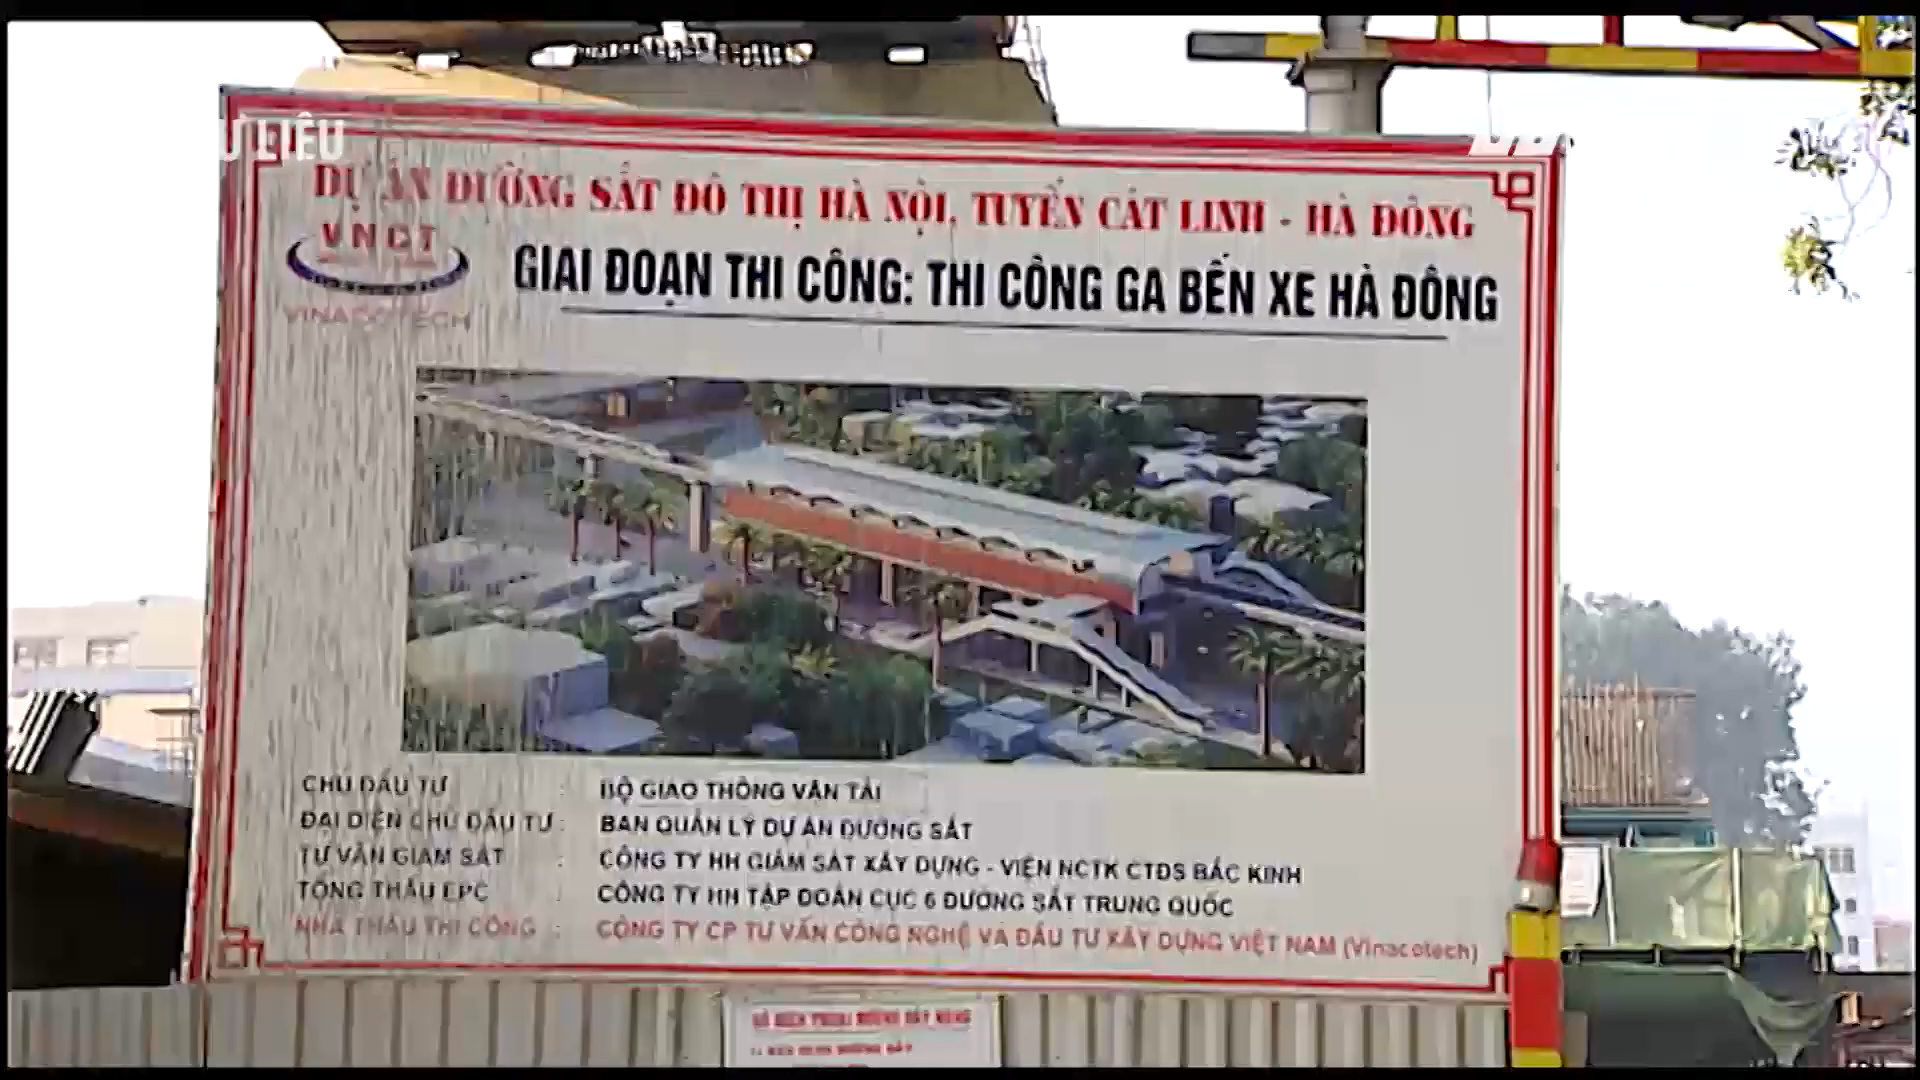 LIỆU
DỰ ÁN ĐƯỜNG SẮT ĐÔ THỊ HÀ NỘI, TUYẾN CÁT LINH - HÀ ĐÔNG
VNCT
VINACOTECH
GIAI ĐOẠN THI CÔNG: THI CÔNG GA BẾN XE HÀ ĐÔNG
CHỦ ĐẦU TƯ : BỘ GIAO THÔNG VẬN TẢI
ĐẠI DIỆN CHỦ ĐẦU TƯ : BAN QUẢN LÝ DỰ ÁN ĐƯỜNG SẮT
TƯ VẤN GIÁM SÁT : CÔNG TY HH GIÁM SÁT XÂY DỰNG - VIỆN NCTK CTĐS BẮC KINH
TỔNG THẦU EPC : CÔNG TY HH TẬP ĐOÀN CỤC 6 ĐƯỜNG SẮT TRUNG QUỐC
NHÀ THẦU THI CÔNG : CÔNG TY CP TƯ VẤN CÔNG NGHỆ VÀ ĐẦU TƯ XÂY DỰNG VIỆT NAM (Vinacotech)